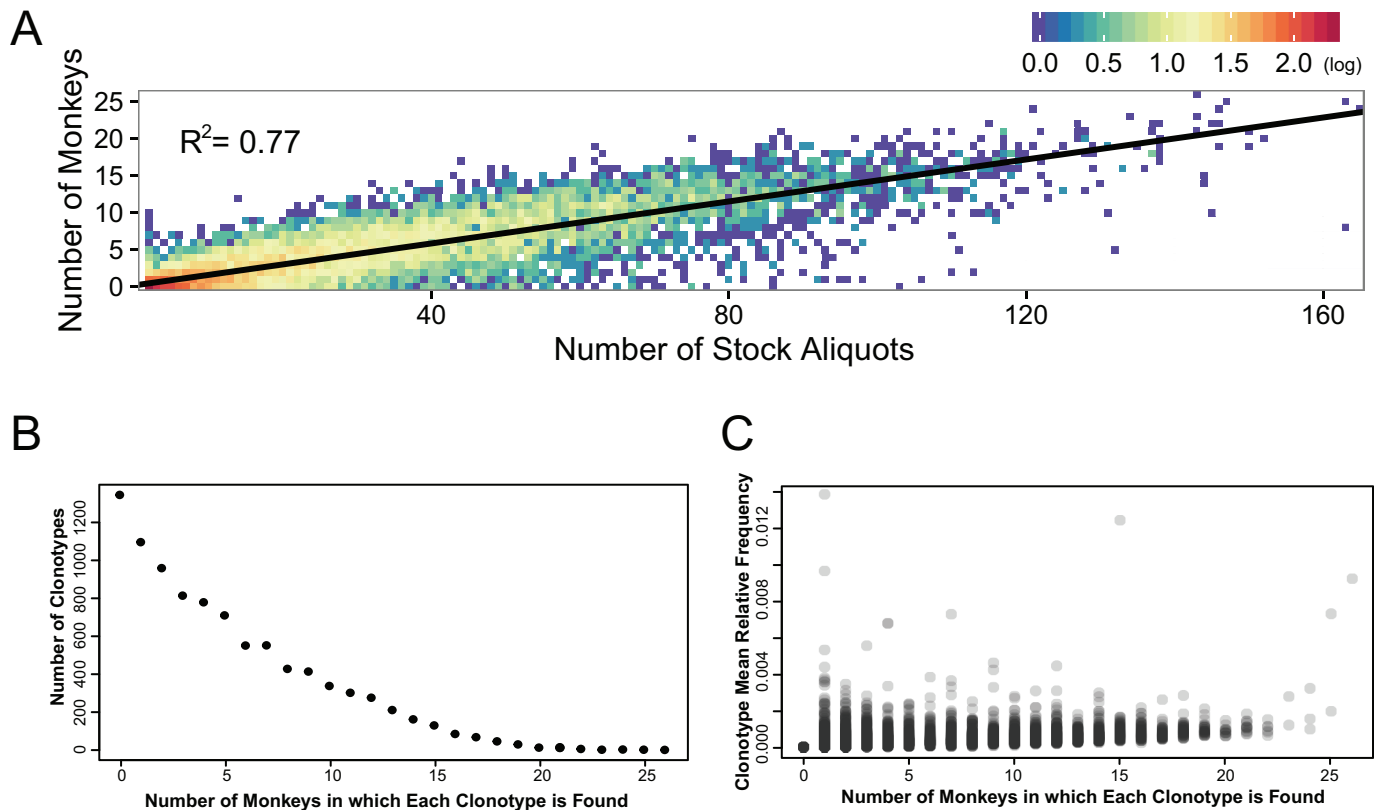 A
0.0 0.5 1.0 1.5 2.0 (log)
Number of Monkeys
25
20
15
10
5
0
R²= 0.77
40 80 120 160
Number of Stock Aliquots
B
Number of Clonotypes
1200
1000
800
600
400
200
0
0 5 10 15 20 25
Number of Monkeys in which Each Clonotype is Found
C
Clonotype Mean Relative Frequency
0.012
0.008
0.004
0.000
0 5 10 15 20 25
Number of Monkeys in which Each Clonotype is Found